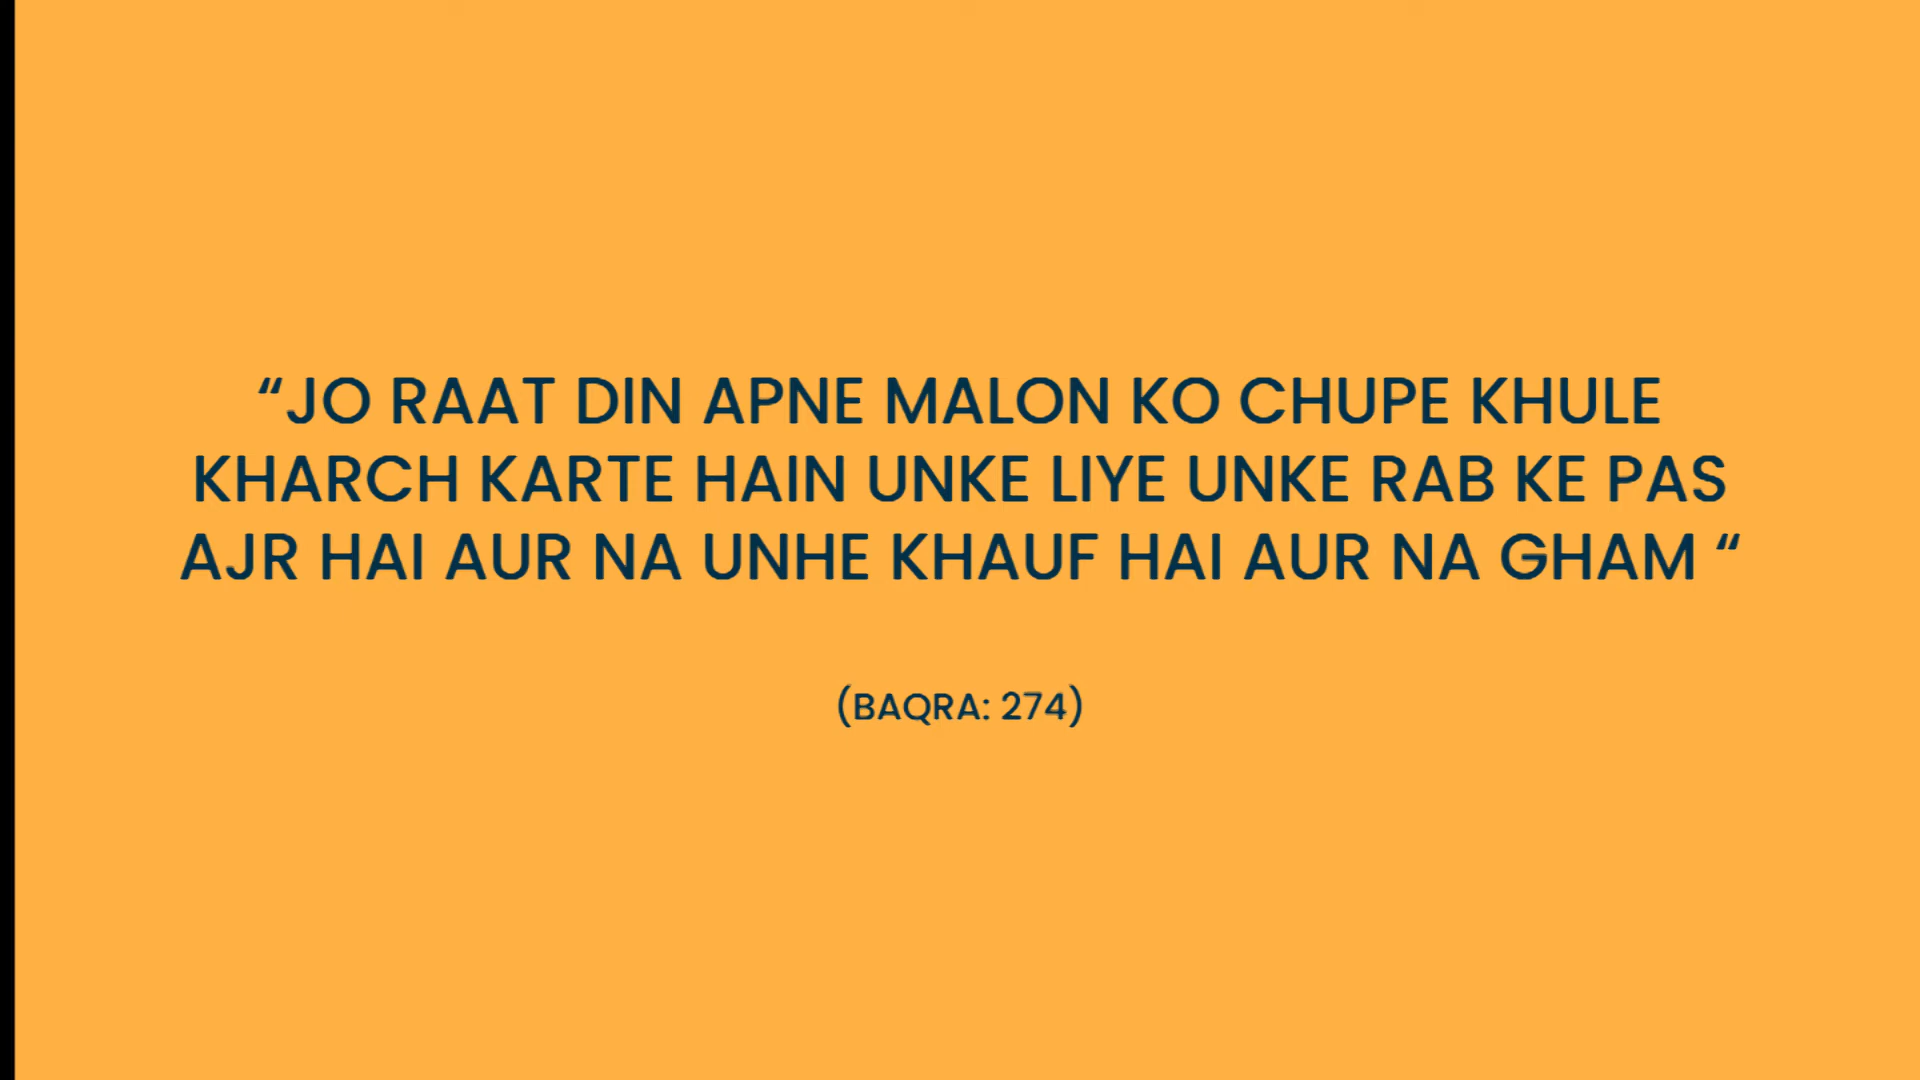 “JO RAAT DIN APNE MALON KO CHUPE KHULE
KHARCH KARTE HAIN UNKE LIYE UNKE RAB KE PAS
AJR HAI AUR NA UNHE KHAUF HAI AUR NA GHAM “
(BAQRA: 274)